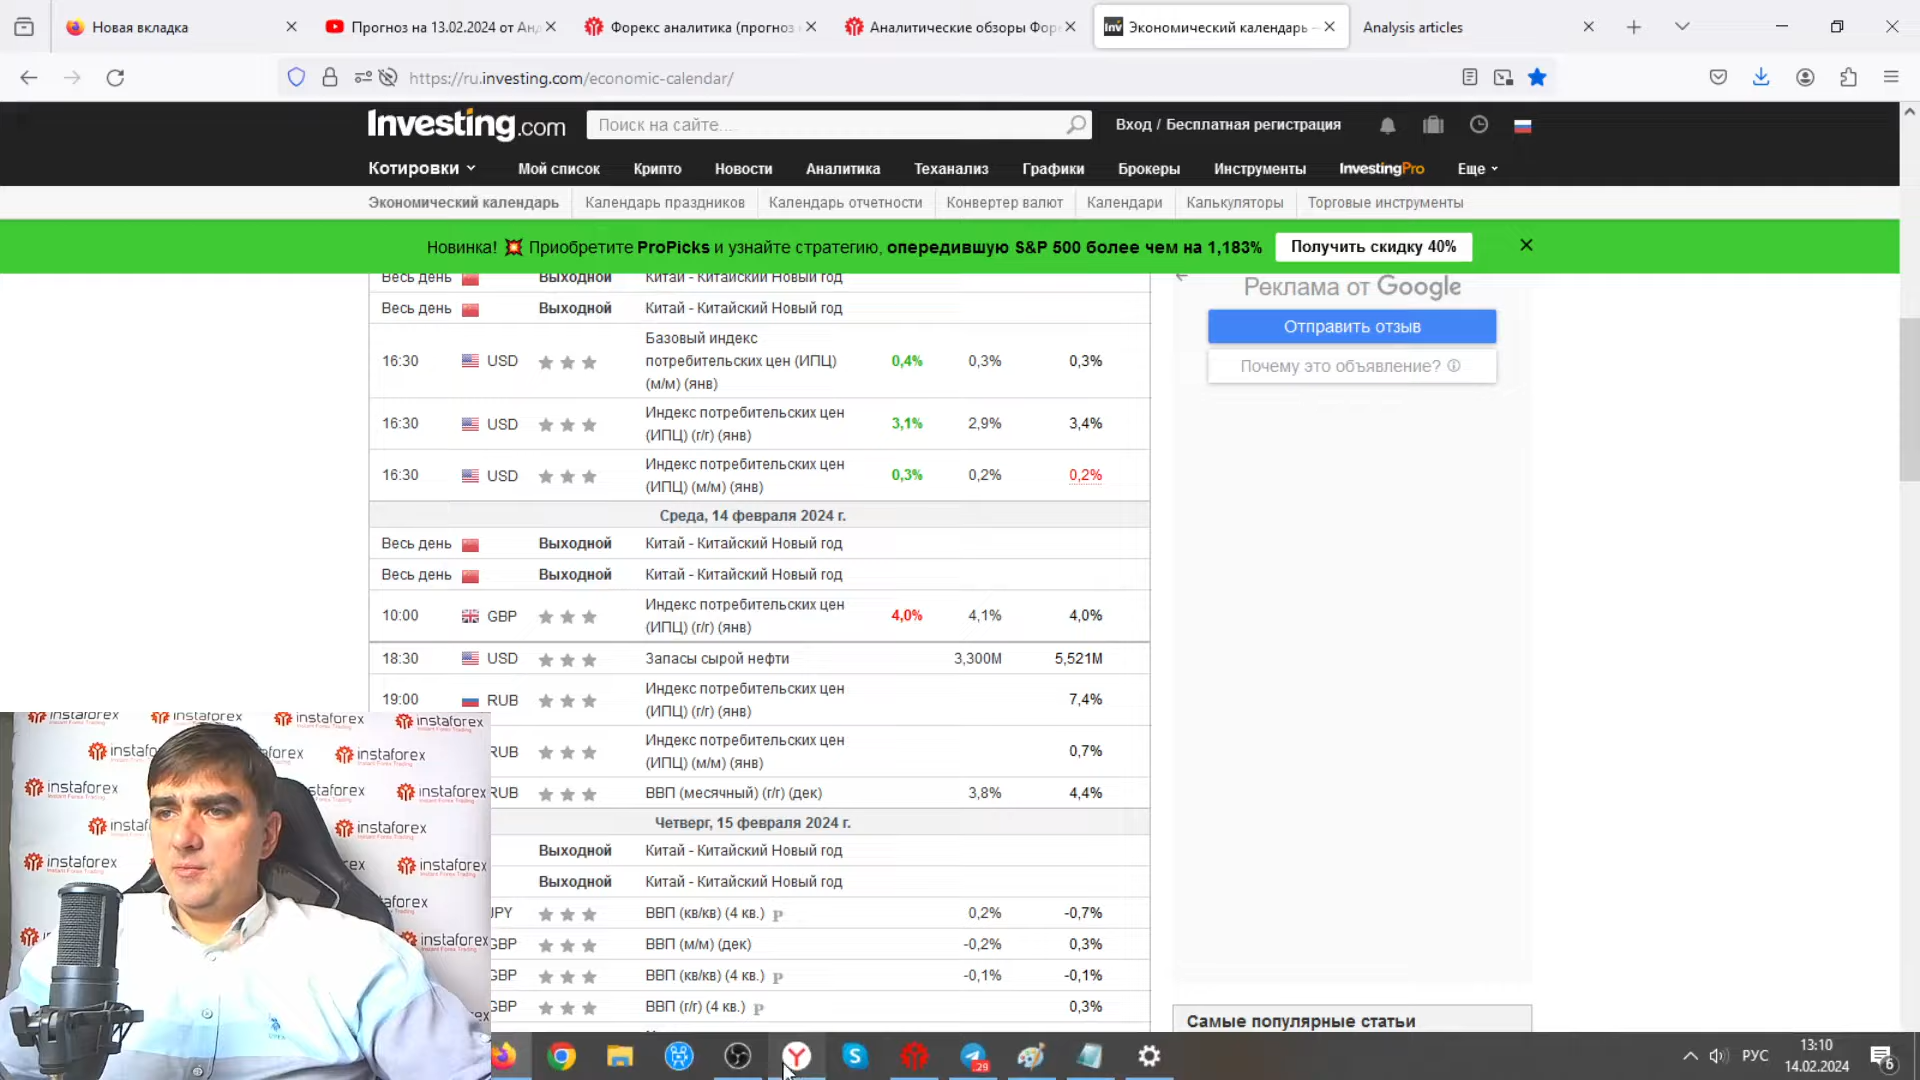 Новая вкладка
Прогноз на 13.02.2024 от Анд
Форекс аналитика (прогноз
Аналитические обзоры Фор
Экономический календарь -
Analysis articles
https://ru.investing.com/economic-calendar/
Investing.com
Поиск на сайте...
Вход / Бесплатная регистрация
Котировки
Мой список
Крипто
Новости
Аналитика
Теханализ
Графики
Брокеры
Инструменты
InvestingPro
Еще
Экономический календарь
Календарь праздников
Календарь отчетности
Конвертер валют
Календари
Калькуляторы
Торговые инструменты
Новинка! Приобретите ProPicks и узнайте стратегию, опередившую S&P 500 более чем на 1,183%
Получить скидку 40%
Весь день Выходной Китай - Китайский Новый год
Весь день Выходной Китай - Китайский Новый год
16:30 USD Базовый индекс
потребительских цен (ИПЦ)
(м/м) (янв) 0,4% 0,3% 0,3%
16:30 USD Индекс потребительских цен
(ИПЦ) (г/г) (янв) 3,1% 2,9% 3,4%
16:30 USD Индекс потребительских цен
(ИПЦ) (м/м) (янв) 0,3% 0,2% 0,2%
Среда, 14 февраля 2024 г.
Весь день Выходной Китай - Китайский Новый год
Весь день Выходной Китай - Китайский Новый год
10:00 GBP Индекс потребительских цен
(ИПЦ) (г/г) (янв) 4,0% 4,1% 4,0%
18:30 USD Запасы сырой нефти 3,300M 5,521M
19:00 RUB Индекс потребительских цен
(ИПЦ) (г/г) (янв) 7,4%
RUB Индекс потребительских цен
(ИПЦ) (м/м) (янв) 0,7%
RUB ВВП (месячный) (г/г) (дек) 3,8% 4,4%
Четверг, 15 февраля 2024 г.
Выходной Китай - Китайский Новый год
Выходной Китай - Китайский Новый год
JPY ВВП (кв/кв) (4 кв.) P 0,2% -0,7%
GBP ВВП (м/м) (дек) -0,2% 0,3%
GBP ВВП (кв/кв) (4 кв.) P -0,1% -0,1%
GBP ВВП (г/г) (4 кв.) P 0,3%
Реклама от Google
Отправить отзыв
Почему это объявление?
Самые популярные статьи
instaforex
Instant Forex Trading
29
РУС
13:10
14.02.2024
6